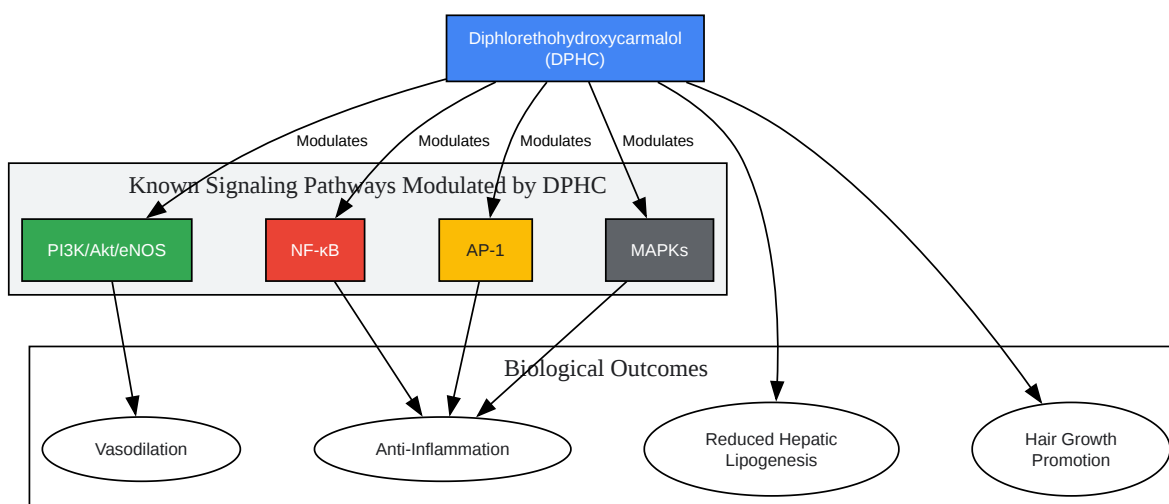 Diphlorethohydroxycarmalol
(DPHC)
Modulates
Modulates
Modulates
Modulates
Known Signaling Pathways Modulated by DPHC
PI3K/Akt/eNOS
NF-κB
AP-1
MAPKs
Biological Outcomes
Vasodilation
Anti-Inflammation
Reduced Hepatic
Lipogenesis
Hair Growth
Promotion